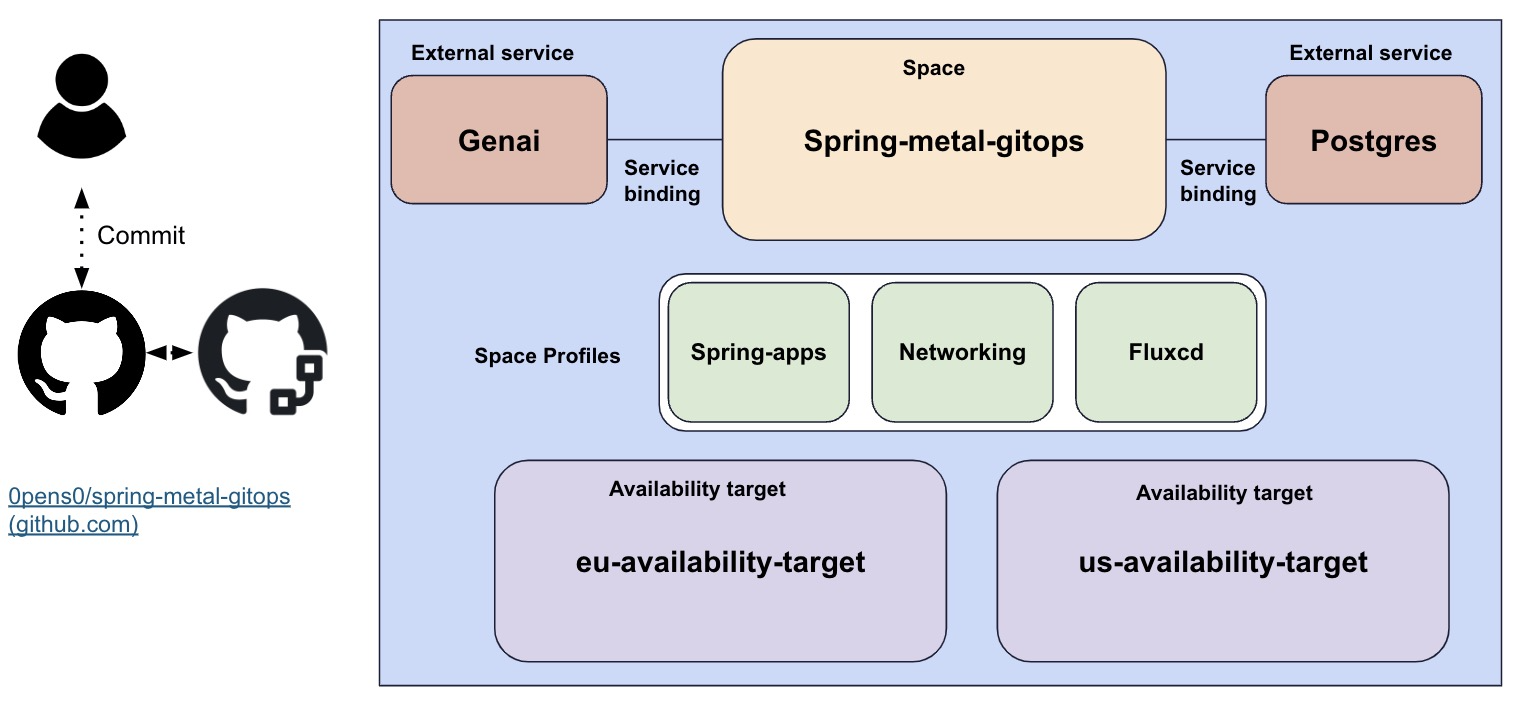 Commit
0pens0/spring-metal-gitops
(github.com)
External service
Genai
Service
binding
Space
Spring-metal-gitops
External service
Postgres
Service
binding
Space Profiles
Spring-apps
Networking
Fluxcd
Availability target
eu-availability-target
Availability target
us-availability-target